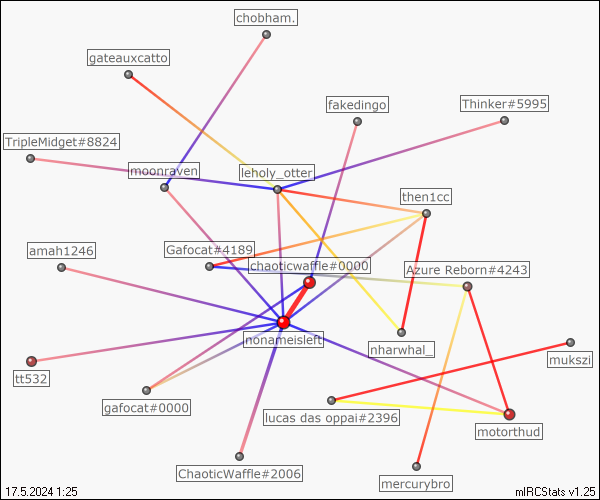 chobham.
gateauxcatto
fakedingo
Thinker#5995
TripleMidget#8824
moonraven
leholy_otter
then1cc
amah1246
Gafocat#4189
chaoticwaffle#0000
Azure Reborn#4243
nonameisleft
nharwhal_
mukszi
tt532
gafocat#0000
lucas das oppai#2396
motorthud
ChaoticWaffle#2006
mercurybro
17.5.2024 1:25
mIRCStats v1.25